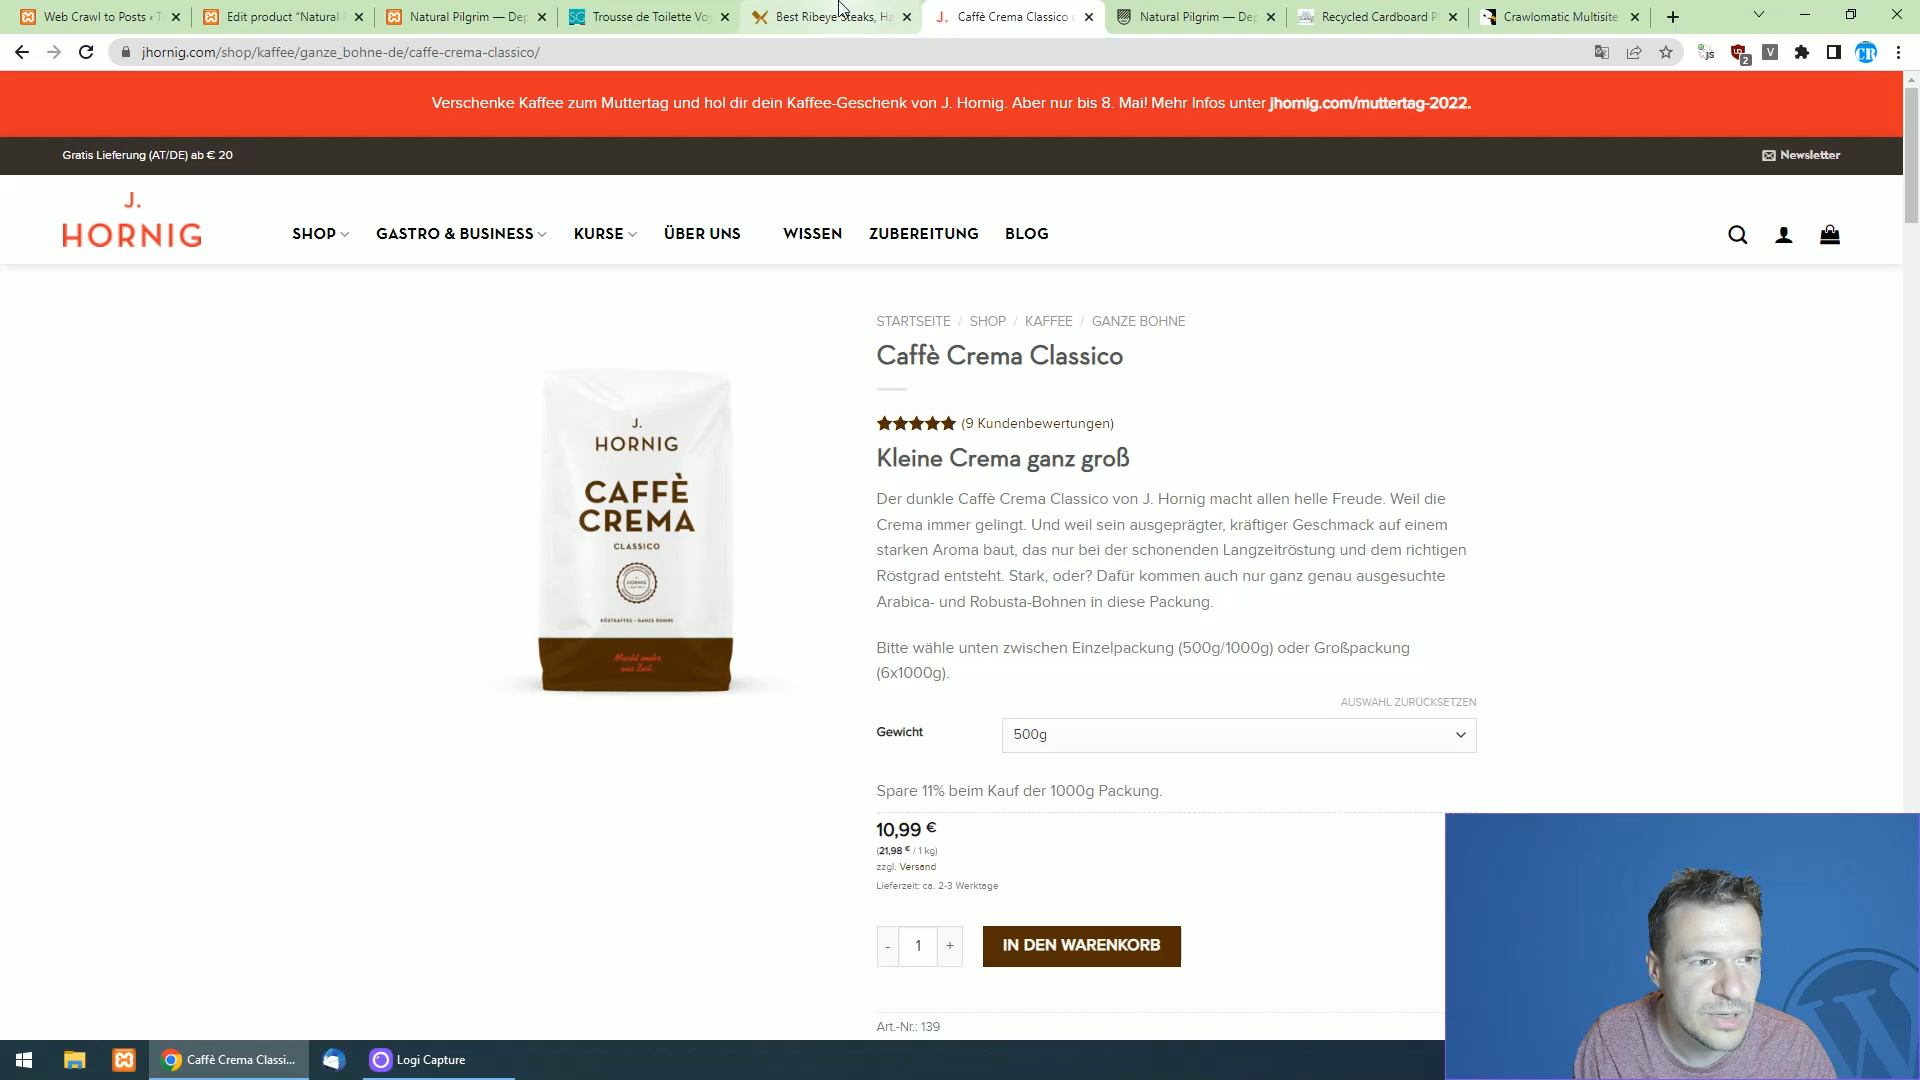 Web Crawl to Posts ‹ T
Edit product "Natural
Natural Pilgrim — Dep
Trousse de Toilette Vo
Best Ribeye Steaks, Ha
Caffè Crema Classico
Natural Pilgrim — Dep
Recycled Cardboard P
Crawlomatic Multisite
jhornig.com/shop/kaffee/ganze_bohne-de/caffe-crema-classico/
Verschenke Kaffee zum Muttertag und hol dir dein Kaffee-Geschenk von J. Hornig. Aber nur bis 8. Mai! Mehr Infos unter jhornig.com/muttertag-2022.
Gratis Lieferung (AT/DE) ab € 20
Newsletter
J.
HORNIG
SHOP
GASTRO & BUSINESS
KURSE
ÜBER UNS
WISSEN
ZUBEREITUNG
BLOG
STARTSEITE / SHOP / KAFFEE / GANZE BOHNE
Caffè Crema Classico
(9 Kundenbewertungen)
Kleine Crema ganz groß
Der dunkle Caffè Crema Classico von J. Hornig macht allen helle Freude. Weil die
Crema immer gelingt. Und weil sein ausgeprägter, kräftiger Geschmack auf einem
starken Aroma baut, das nur bei der schonenden Langzeitröstung und dem richtigen
Röstgrad entsteht. Stark, oder? Dafür kommen auch nur ganz genau ausgesuchte
Arabica- und Robusta-Bohnen in diese Packung.
Bitte wähle unten zwischen Einzelpackung (500g/1000g) oder Großpackung
(6x1000g).
AUSWAHL ZURÜCKSETZEN
Gewicht
500g
Spare 11% beim Kauf der 1000g Packung.
10,99 €
(21,98 € / 1 kg)
zzgl. Versand
Lieferzeit: ca. 2-3 Werktage
- 1 +
IN DEN WARENKORB
Art.-Nr.: 139
J.
HORNIG
CAFFÈ
CREMA
CLASSICO
HORNIG
RÖSTKAFFEE • GANZE BOHNE
Macht mehr
aus Zeit.
Caffè Crema Classi...
Logi Capture